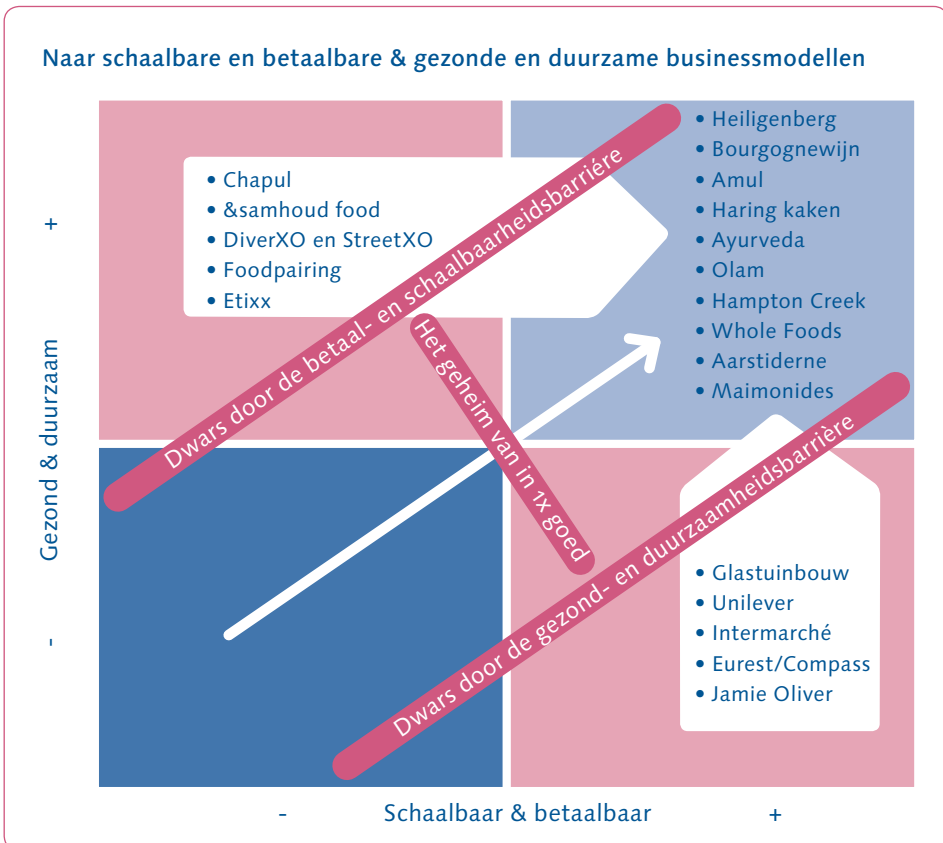 Naar schaalbare en betaalbare & gezonde en duurzame businessmodellen
• Chapul
• &samhoud food
• DiverXO en StreetXO
• Foodpairing
• Etixx
Dwars door de betaal- en schaalbaarheidsbarriére
• Heiligenberg
• Bourgognewijn
• Amul
• Haring kaken
• Ayurveda
• Olam
• Hampton Creek
• Whole Foods
• Aarstiderne
• Maimonides
Het geheim van in 1x goed
Dwars door de gezond- en duurzaamheidsbarrière
• Glastuinbouw
• Unilever
• Intermarché
• Eurest/Compass
• Jamie Oliver
+
Gezond & duurzaam
-
- Schaalbaar & betaalbaar +